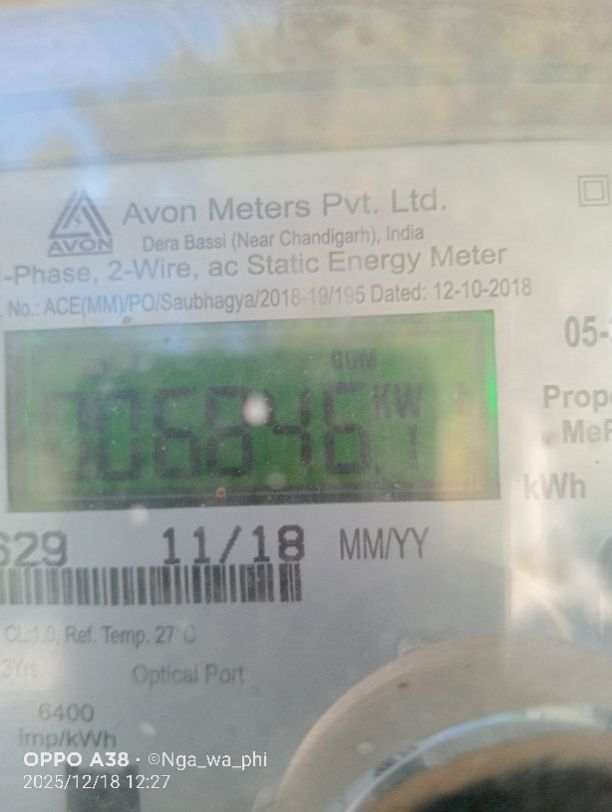 Avon Meters Pvt. Ltd.
AVON
Dera Bassi (Near Chandigarh), India
-Phase, 2-Wire, ac Static Energy Meter
No.: ACE(MM)/PO/Saubhagya/2018-19/195 Dated: 12-10-2018
CUM
KW
05-
kWh
629 11/18 MM/YY
CL.1.0, Ref. Temp. 27°C
3Yrs.
Optical Port
6400
imp/kWh
OPPO A38 · ©Nga_wa_phi
2025/12/18 12:27